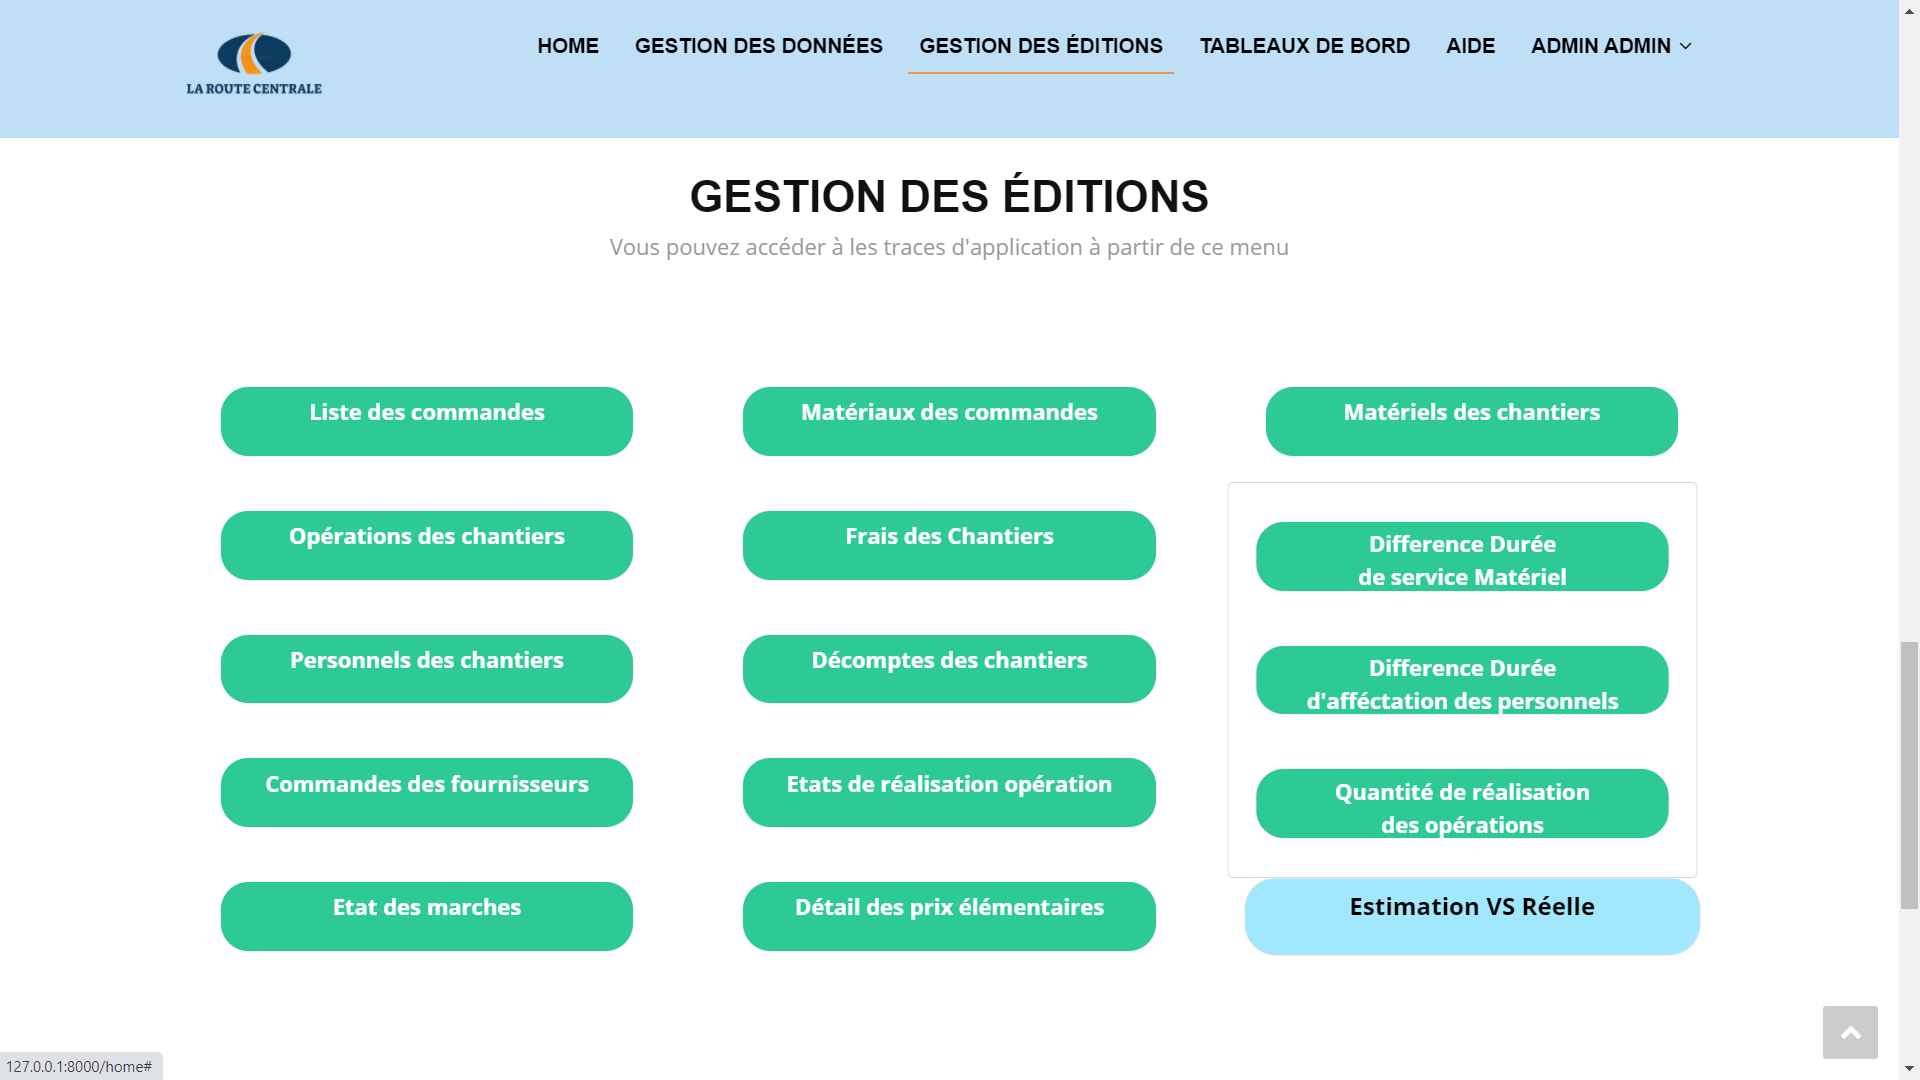 LA ROUTE CENTRALE
HOME
GESTION DES DONNÉES
GESTION DES ÉDITIONS
TABLEAUX DE BORD
AIDE
ADMIN ADMIN
GESTION DES ÉDITIONS
Vous pouvez accéder à les traces d'application à partir de ce menu
Liste des commandes
Matériaux des commandes
Matériels des chantiers
Opérations des chantiers
Frais des Chantiers
Difference Durée
de service Matériel
Personnels des chantiers
Décomptes des chantiers
Difference Durée
d'afféctation des personnels
Commandes des fournisseurs
Etats de réalisation opération
Quantité de réalisation
des opérations
Etat des marches
Détail des prix élémentaires
Estimation VS Réelle
127.0.0.1:8000/home#